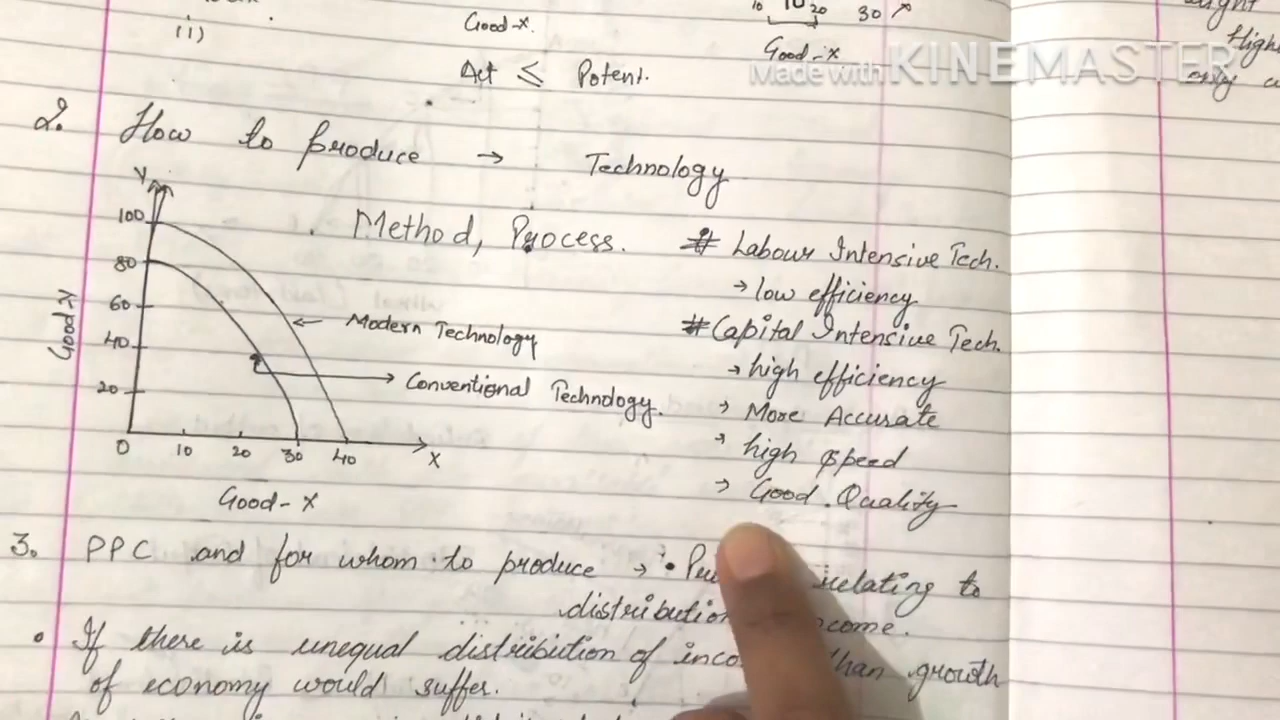 (i)
Good-x.
10 10 20 30
Good-x
Act ≤ Potent.
Made with KINEMASTER
2. How to produce → Technology
Method, Process.
Y
100
80
60
40
20
0 10 20 30 40 X
Good-Y
Good-X
← Modern Technology
→ Conventional Technology.
# Labour Intensive Tech.
→ low efficiency
# Capital Intensive Tech.
→ high efficiency
→ More Accurate
→ high speed
→ Good Quality
3. PPC and for whom to produce → • relating to
distribution
If there is unequal distribution of than growth
of economy would suffer.
only